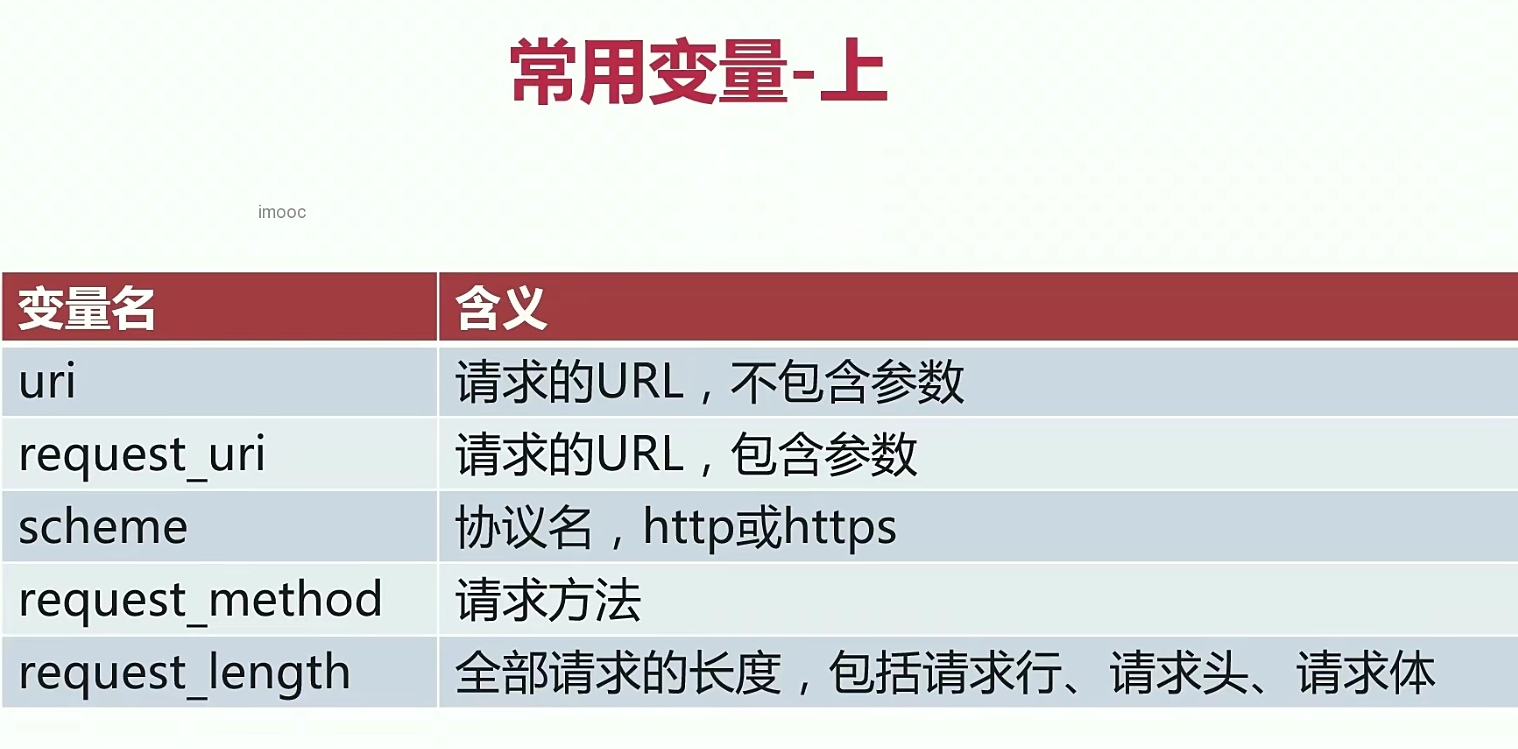 常用变量-上
imooc
变量名 含义
uri 请求的URL，不包含参数
request_uri 请求的URL，包含参数
scheme 协议名，http或https
request_method 请求方法
request_length 全部请求的长度，包括请求行、请求头、请求体